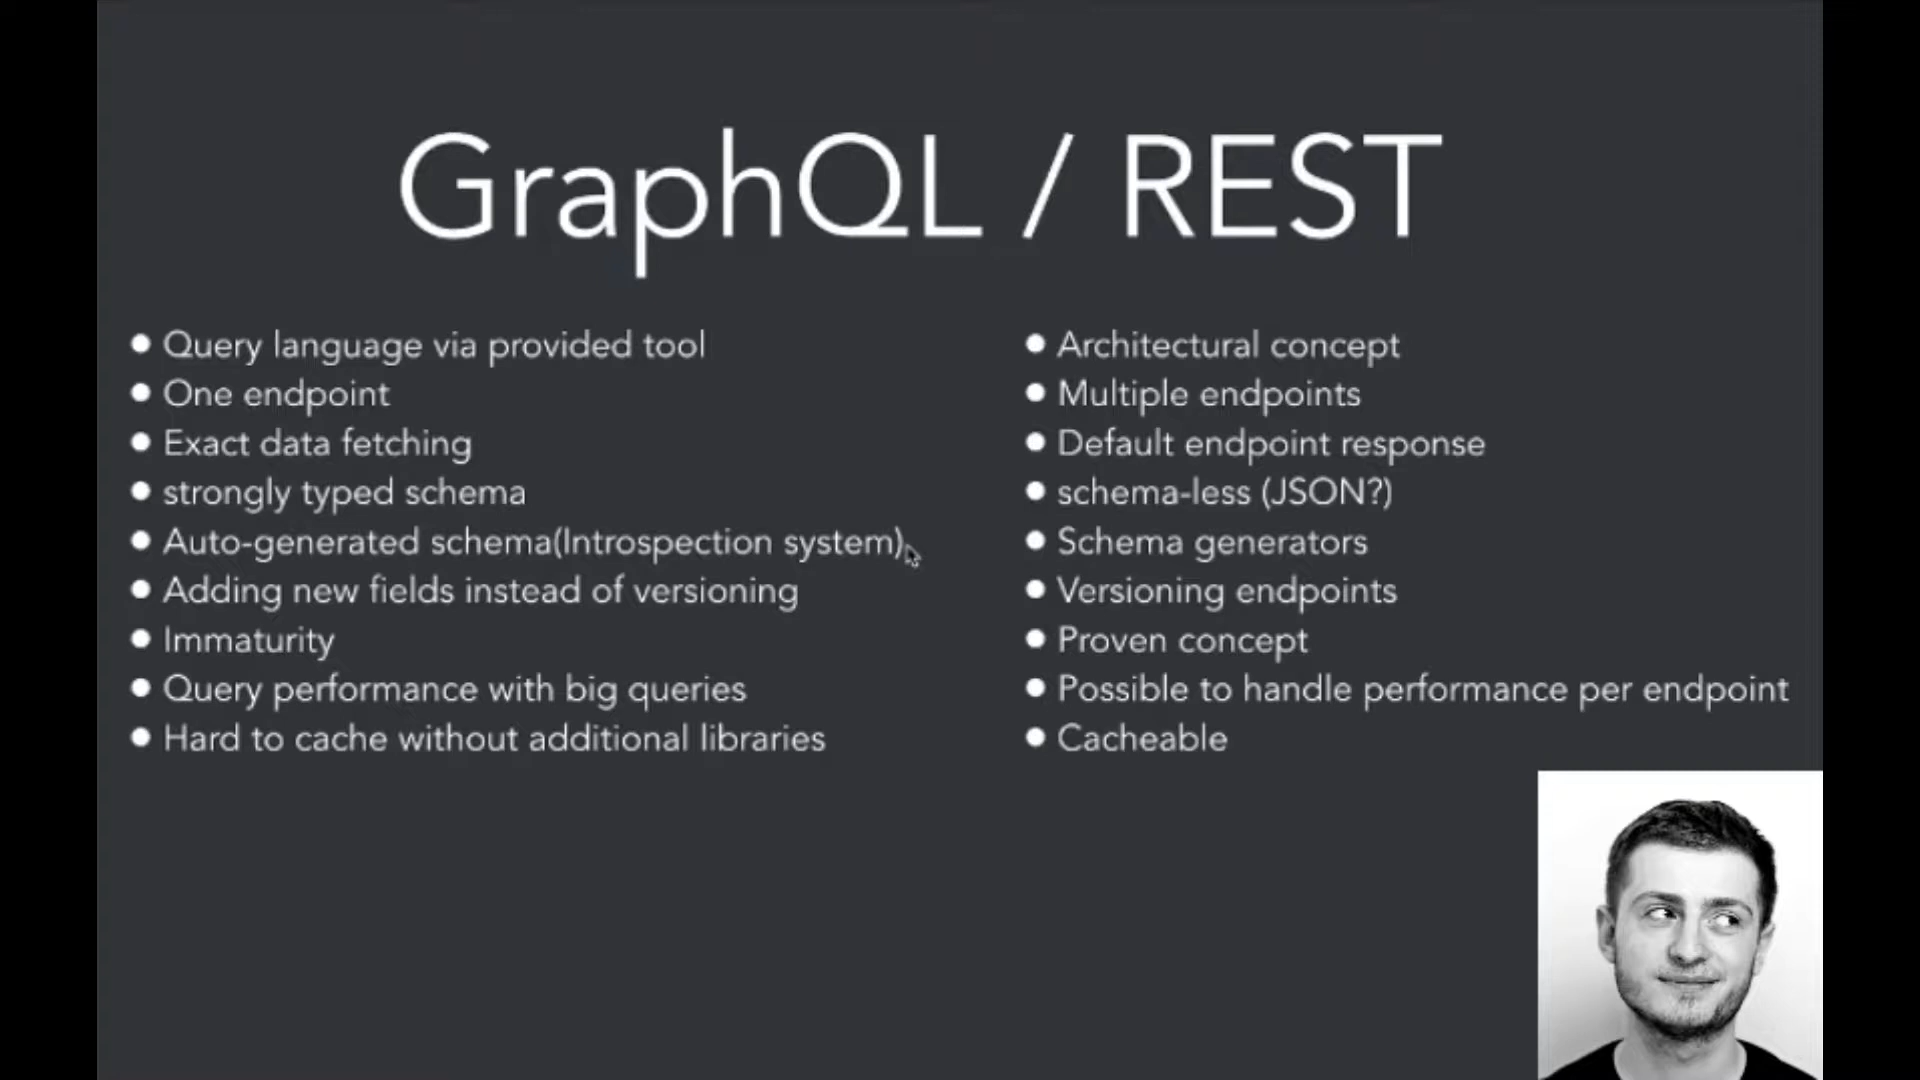 GraphQL / REST
Query language via provided tool
One endpoint
Exact data fetching
strongly typed schema
Auto-generated schema(Introspection system)
Adding new fields instead of versioning
Immaturity
Query performance with big queries
Hard to cache without additional libraries
Architectural concept
Multiple endpoints
Default endpoint response
schema-less (JSON?)
Schema generators
Versioning endpoints
Proven concept
Possible to handle performance per endpoint
Cacheable